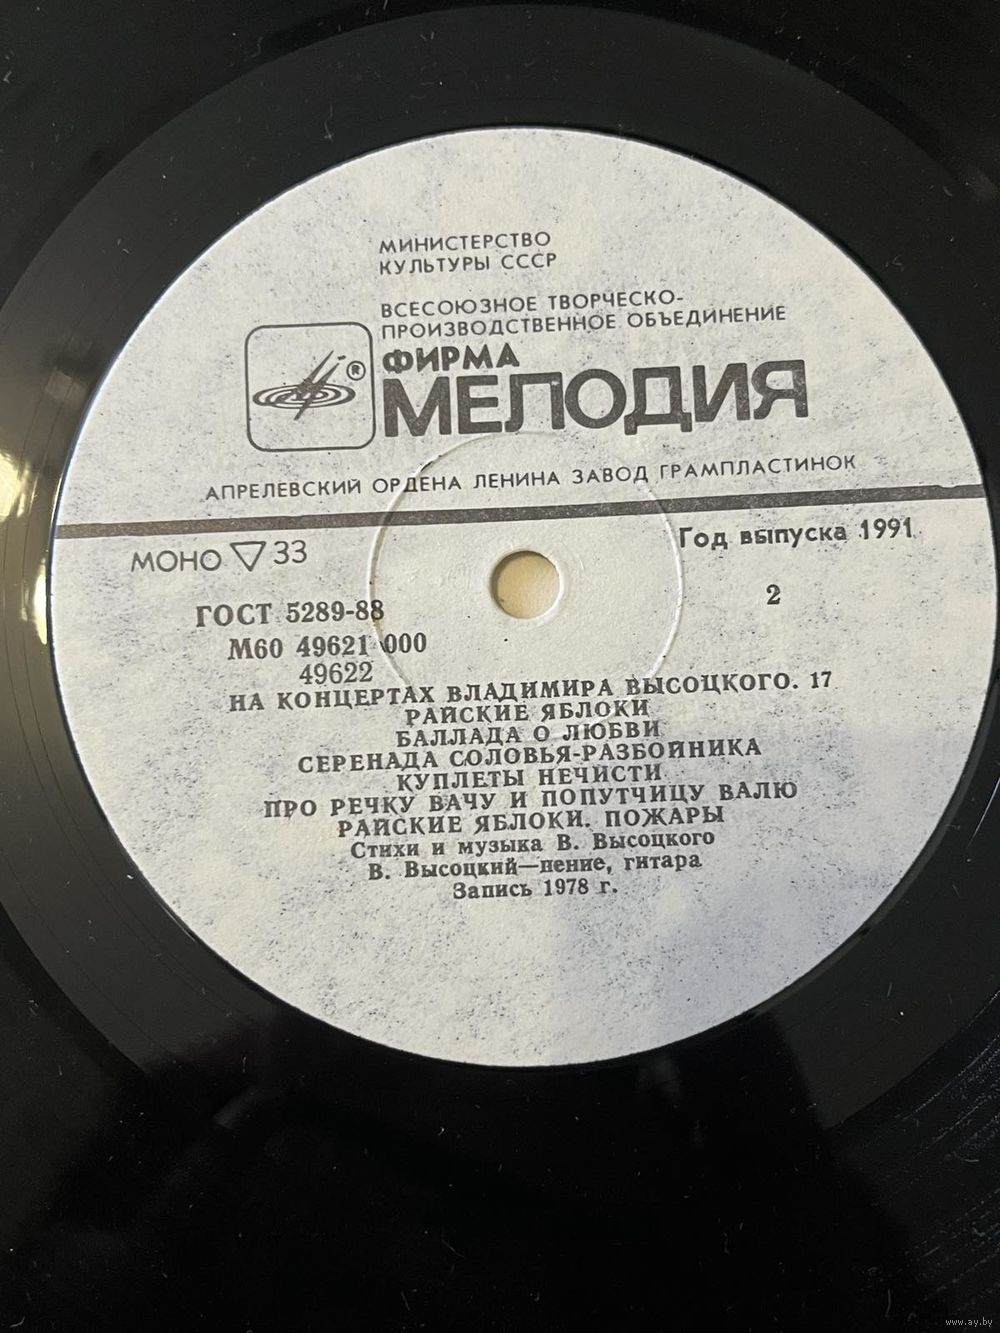 МИНИСТЕРСТВО
КУЛЬТУРЫ СССР
ВСЕСОЮЗНОЕ ТВОРЧЕСКО-
ПРОИЗВОДСТВЕННОЕ ОБЪЕДИНЕНИЕ
ФИРМА
®
МЕЛОДИЯ
АПРЕЛЕВСКИЙ ОРДЕНА ЛЕНИНА ЗАВОД ГРАМПЛАСТИНОК
МОНО ▽ 33
Год выпуска 1991
ГОСТ 5289-88
2
М60 49621 000
49622
НА КОНЦЕРТАХ ВЛАДИМИРА ВЫСОЦКОГО. 17
РАЙСКИЕ ЯБЛОКИ
БАЛЛАДА О ЛЮБВИ
СЕРЕНАДА СОЛОВЬЯ-РАЗБОЙНИКА
КУПЛЕТЫ НЕЧИСТИ
ПРО РЕЧКУ ВАЧУ И ПОПУТЧИЦУ ВАЛЮ
РАЙСКИЕ ЯБЛОКИ. ПОЖАРЫ
Стихи и музыка В. Высоцкого
В. Высоцкий—пение, гитара
Запись 1978 г.
www.ay.by